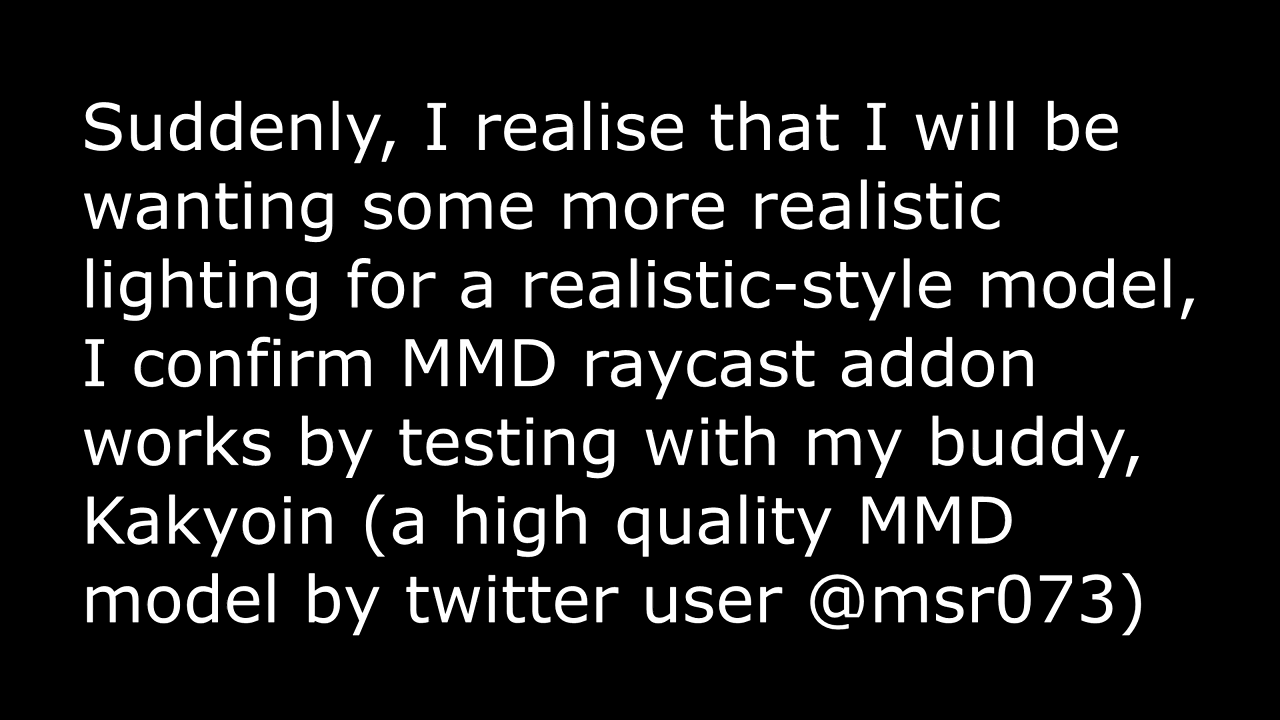 Suddenly, I realise that I will be
wanting some more realistic
lighting for a realistic-style model,
I confirm MMD raycast addon
works by testing with my buddy,
Kakyoin (a high quality MMD
model by twitter user @msr073)